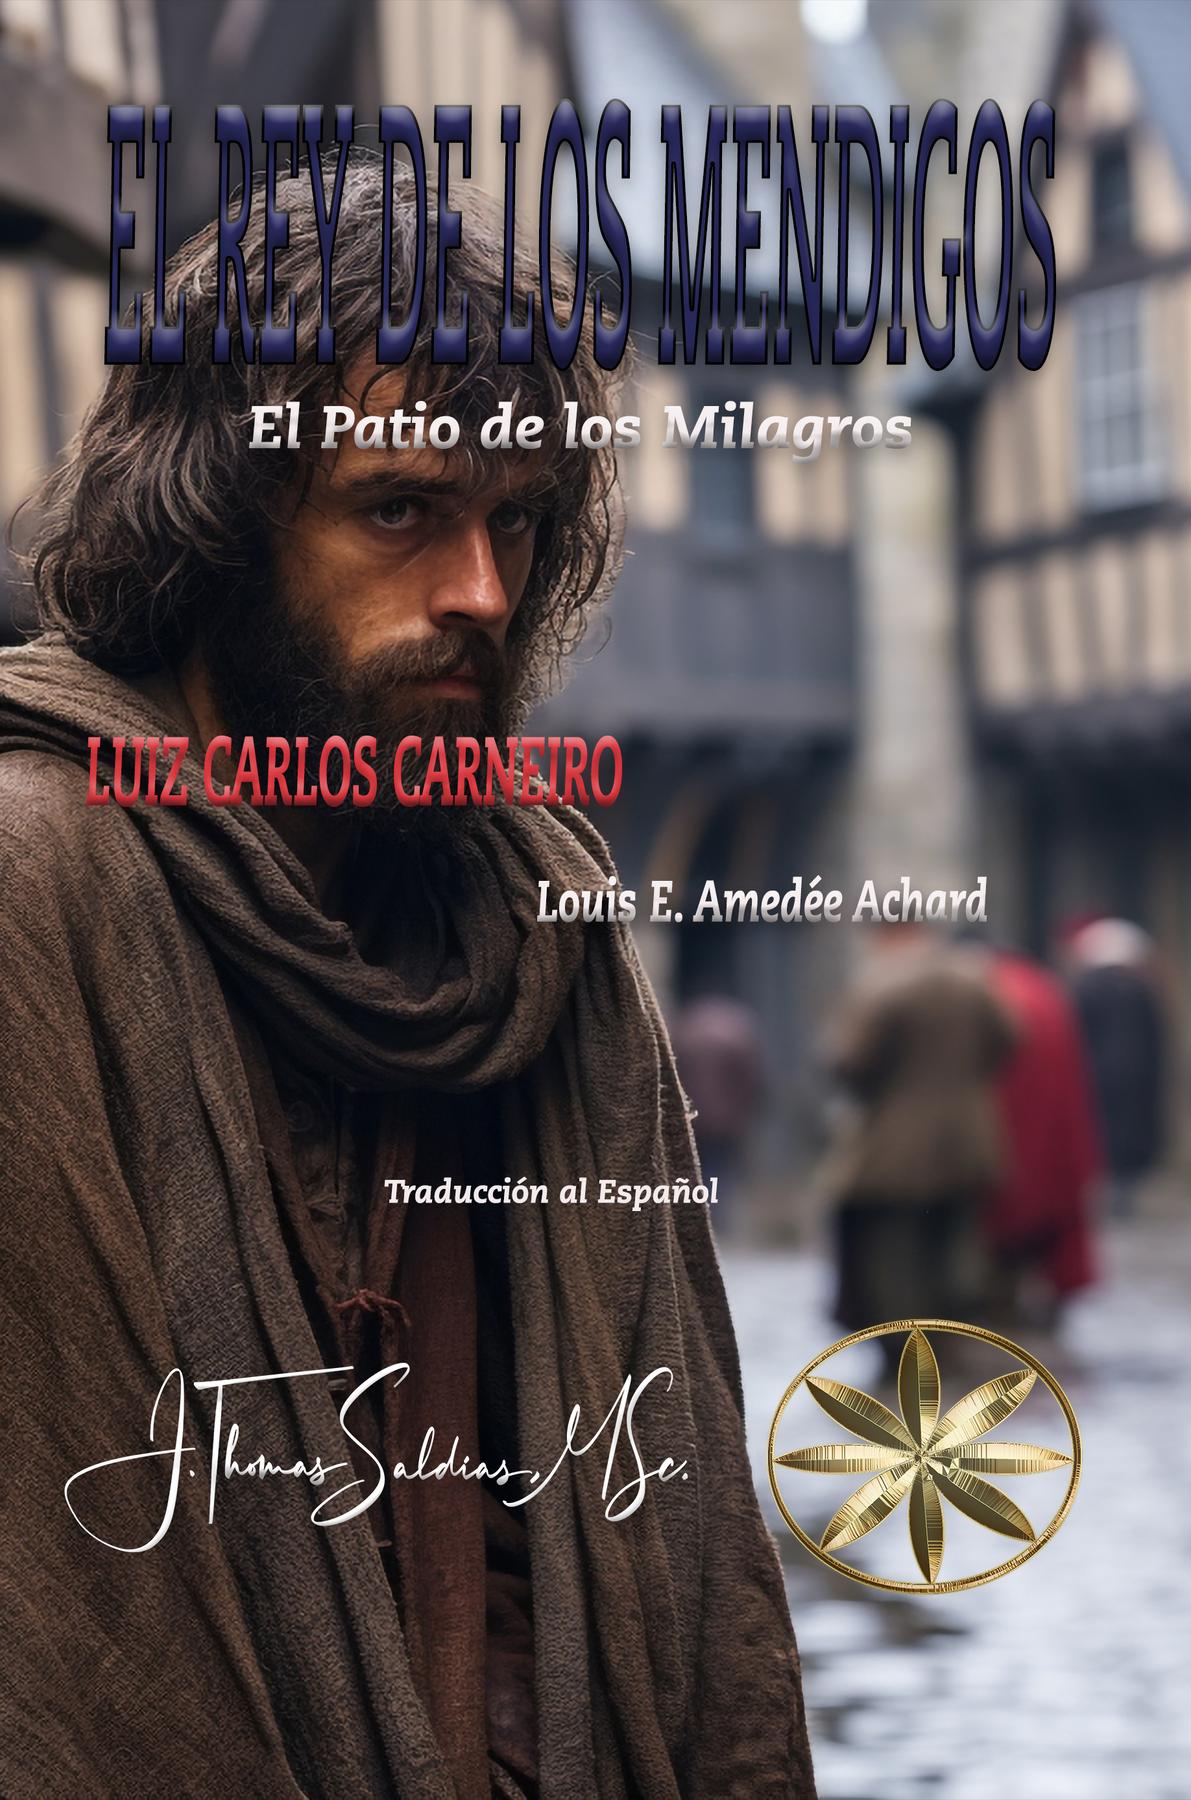 EL REY DE LOS MENDIGOS
El Patio de los Milagros
LUIZ CARLOS CARNEIRO
Louis E. Amedée Achard
Traducción al Español
J.Thomas Saldias, MSc.